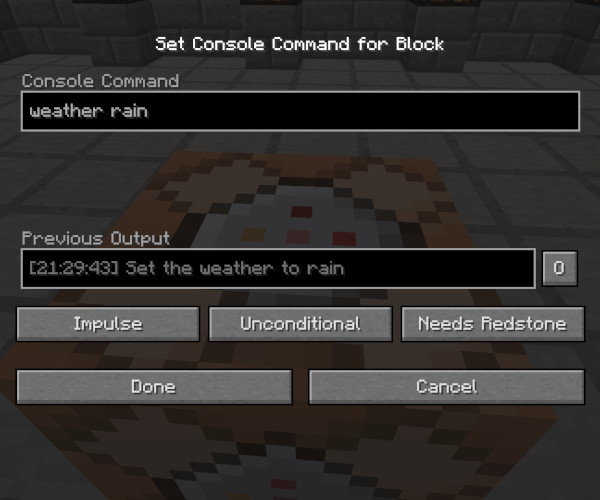 Set Console Command for Block
Console Command
weather rain
Previous Output
[21:29:43] Set the weather to rain
O
Impulse
Unconditional
Needs Redstone
Done
Cancel